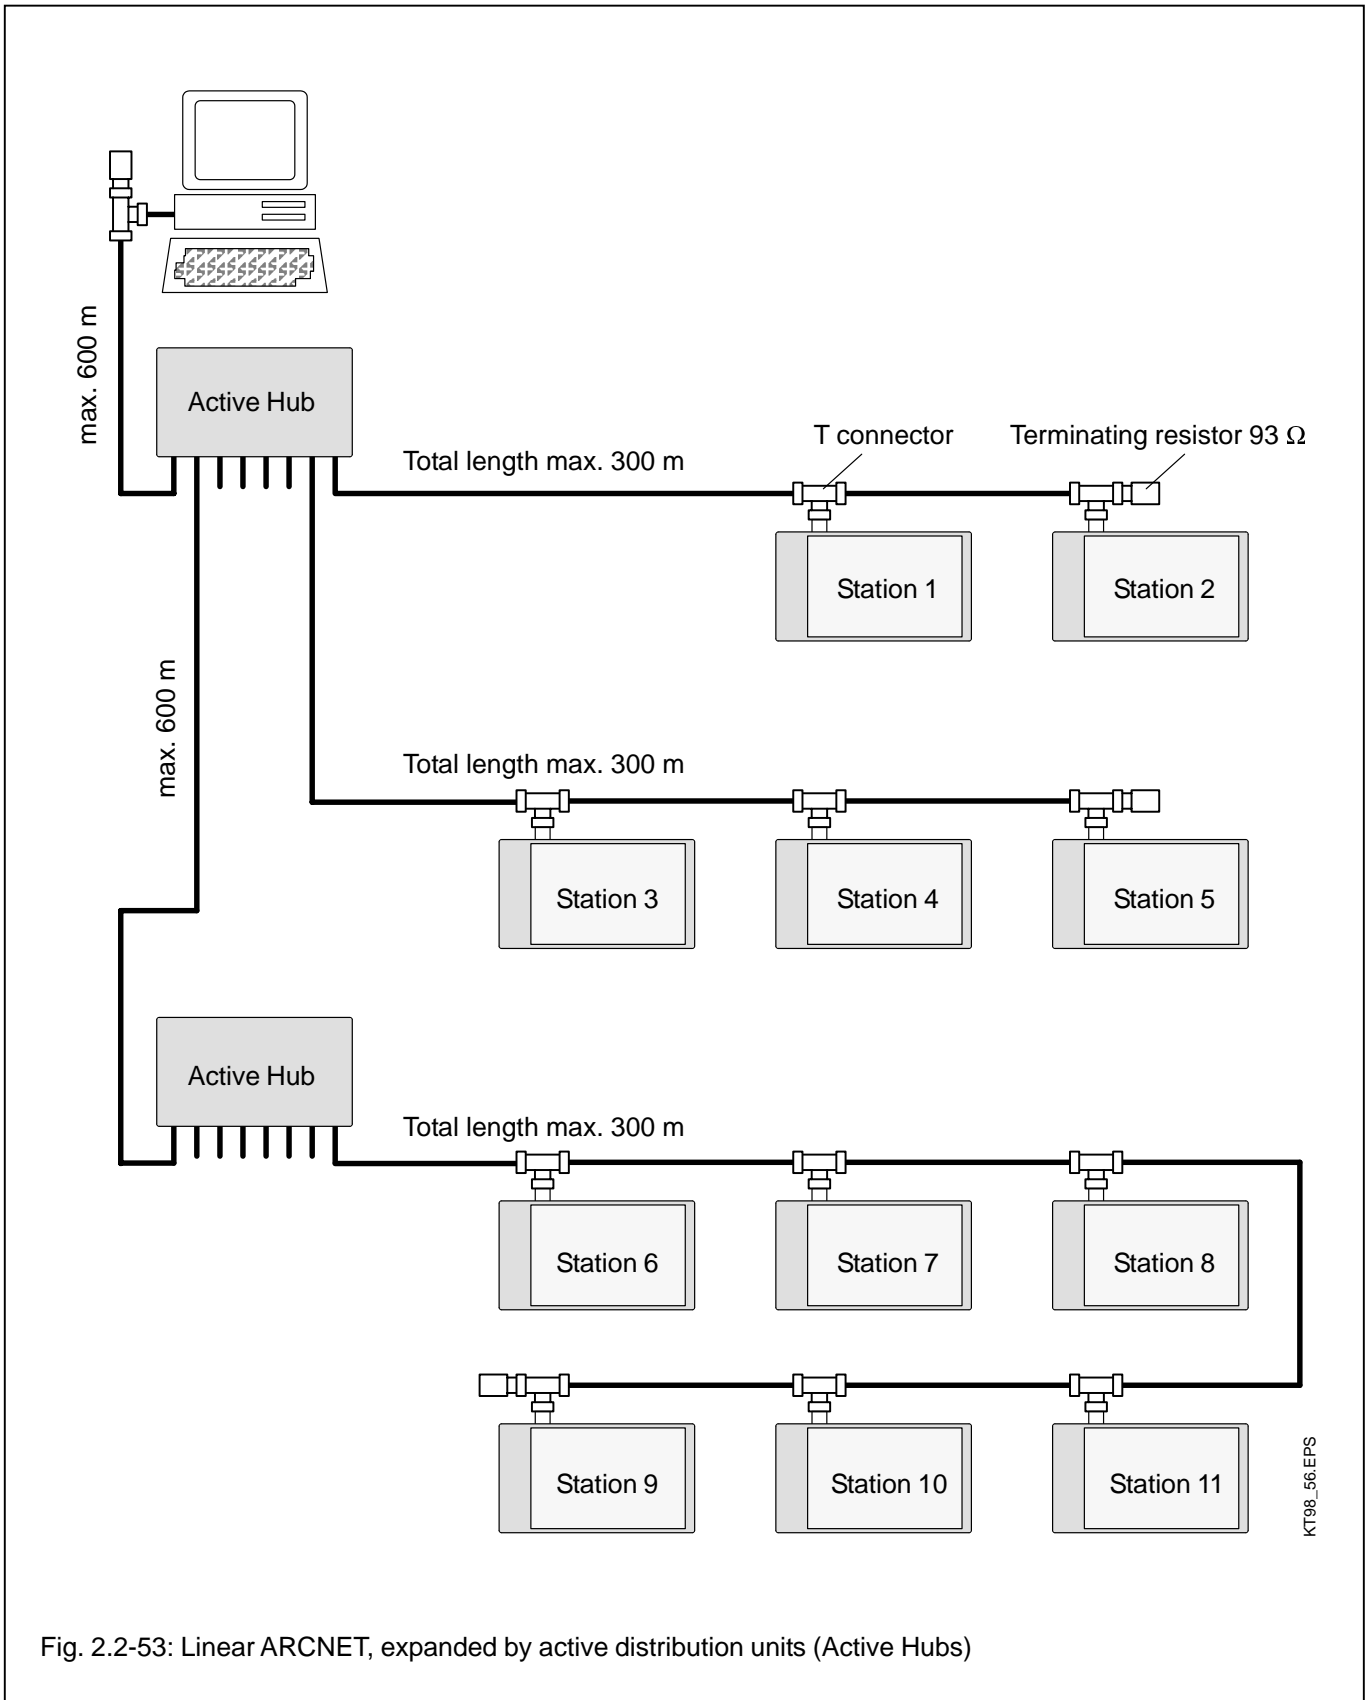 max. 600 m
Active Hub
T connector
Terminating resistor 93 Ω
Total length max. 300 m
Station 1
Station 2
max. 600 m
Total length max. 300 m
Station 3
Station 4
Station 5
Active Hub
Total length max. 300 m
Station 6
Station 7
Station 8
Station 9
Station 10
Station 11
KT98_56.EPS
Fig. 2.2-53: Linear ARCNET, expanded by active distribution units (Active Hubs)